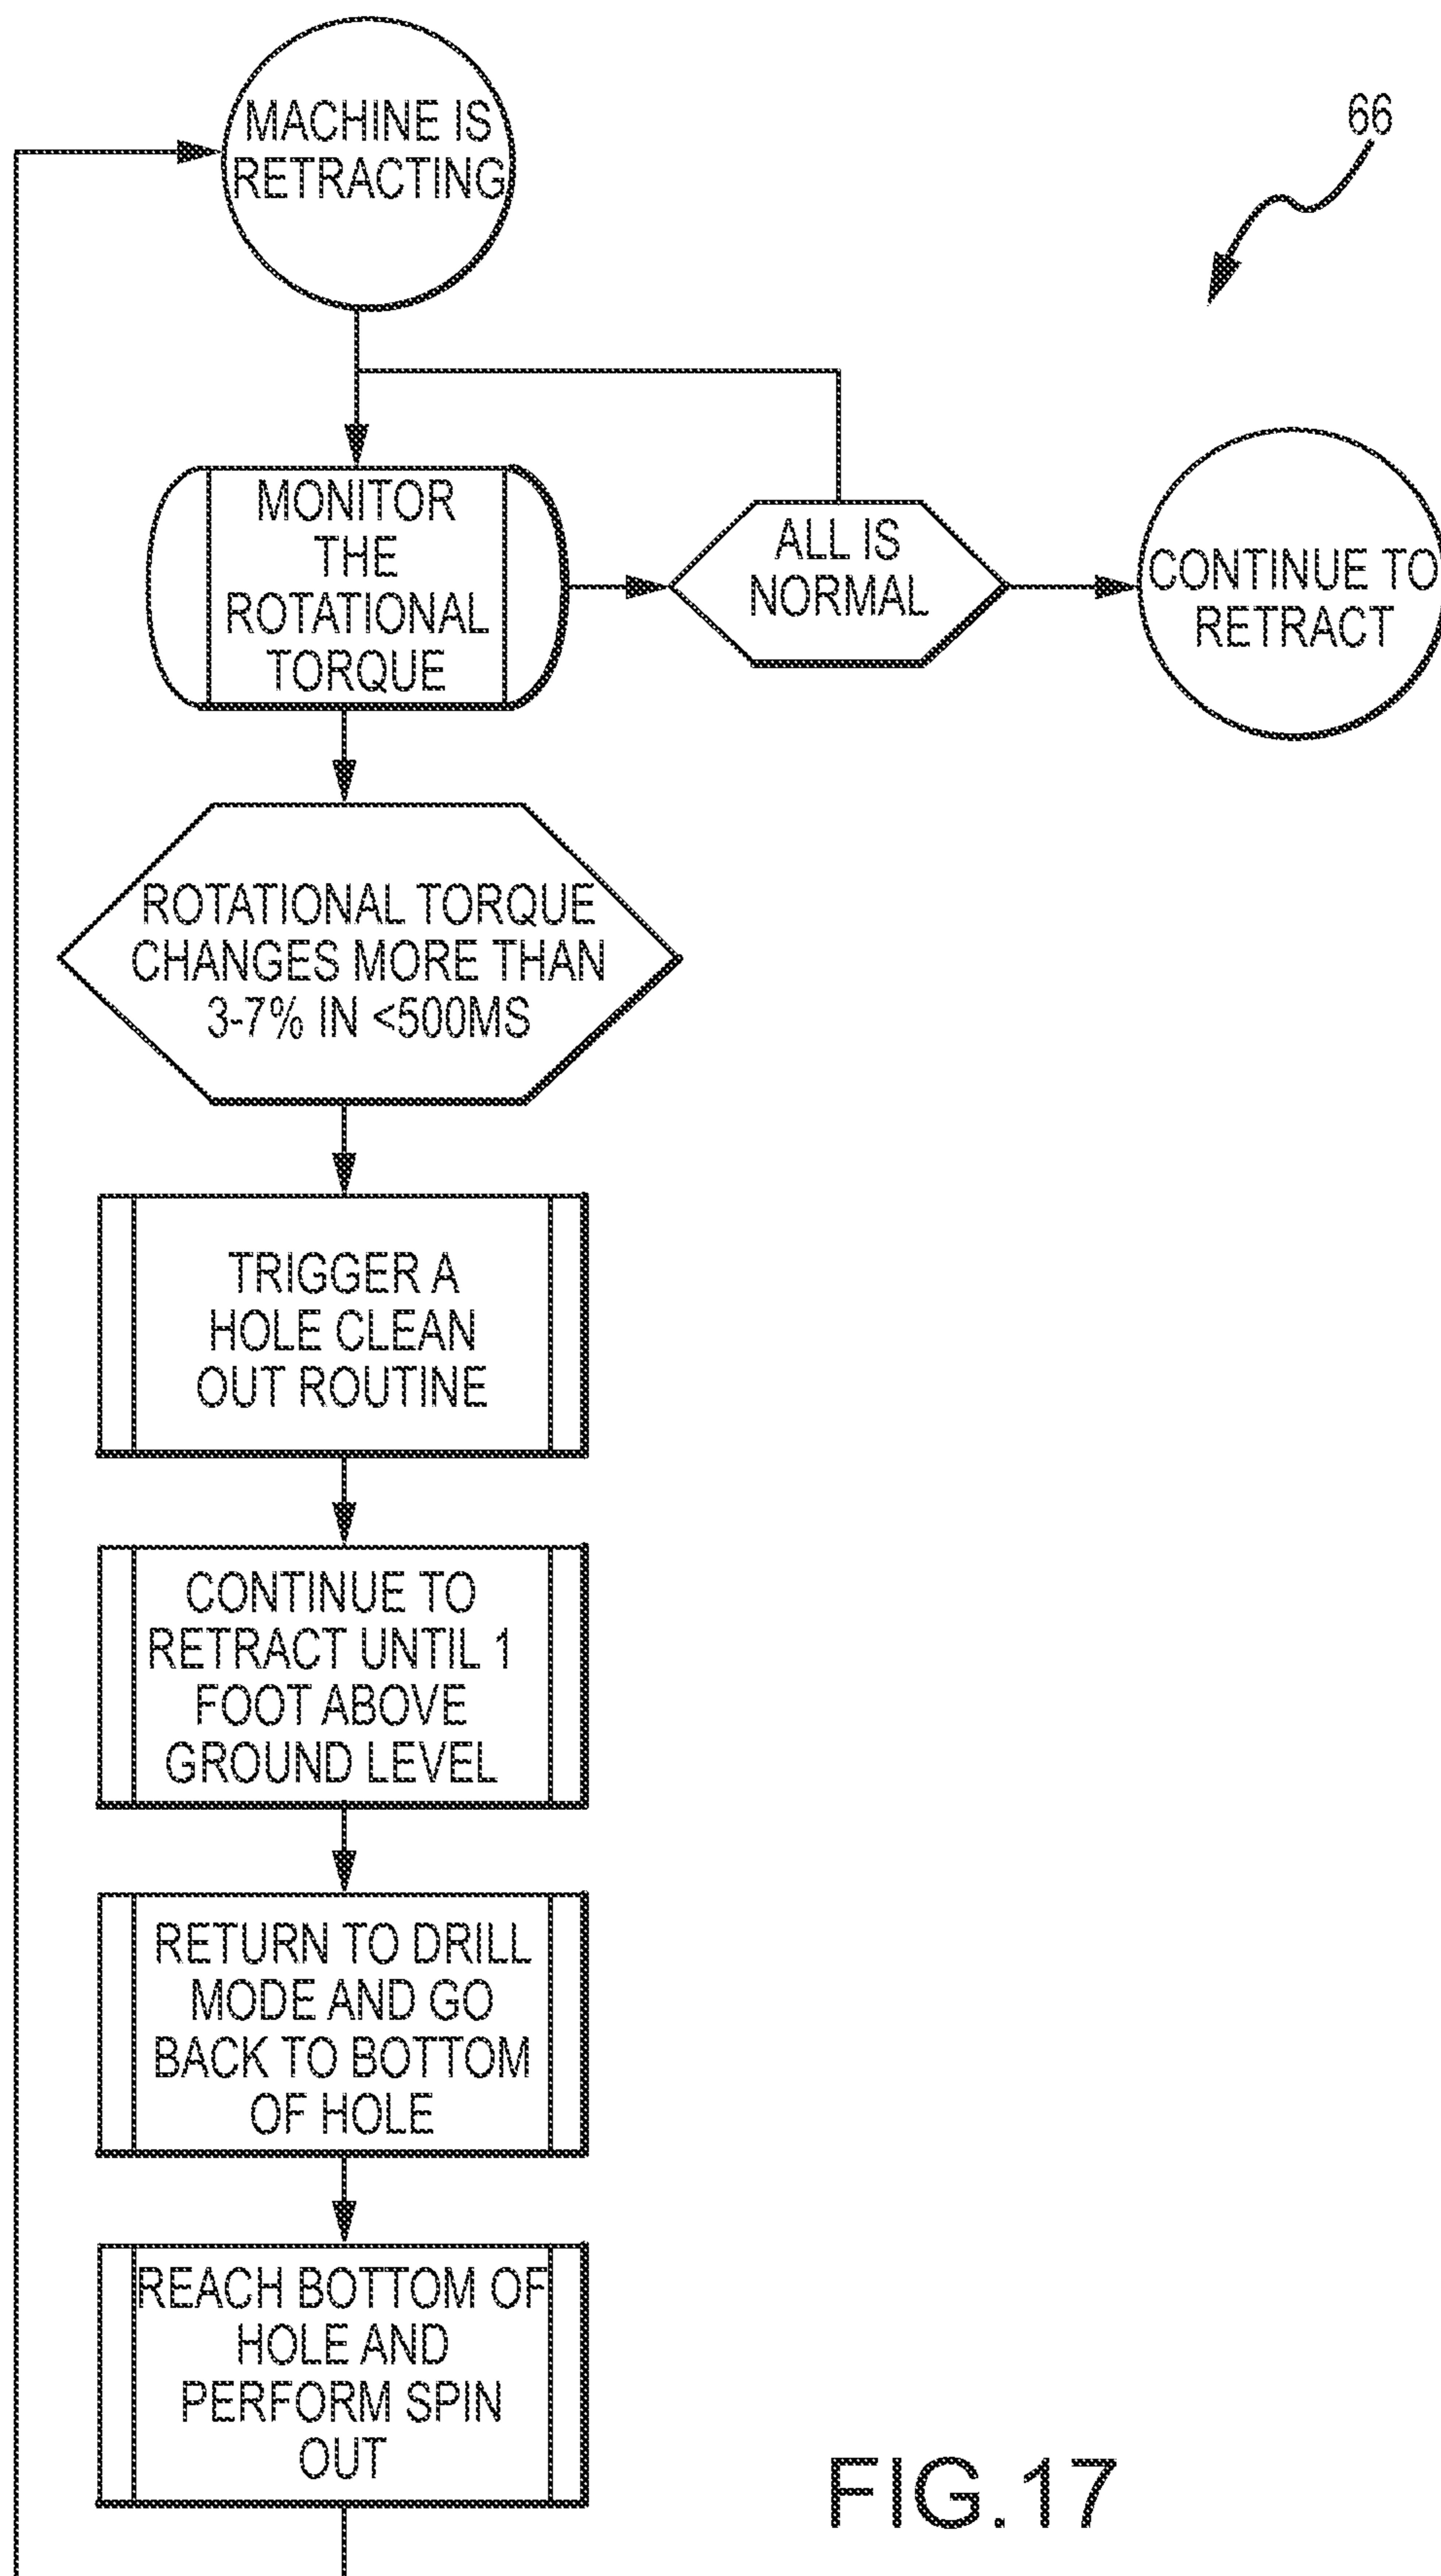 MACHINE IS
RETRACTING
66
MONITOR
THE
ROTATIONAL
TORQUE
ALL IS
NORMAL
CONTINUE TO
RETRACT
ROTATIONAL TORQUE
CHANGES MORE THAN
3-7% IN <500MS
TRIGGER A
HOLE CLEAN
OUT ROUTINE
CONTINUE TO
RETRACT UNTIL 1
FOOT ABOVE
GROUND LEVEL
RETURN TO DRILL
MODE AND GO
BACK TO BOTTOM
OF HOLE
REACH BOTTOM OF
HOLE AND
PERFORM SPIN
OUT
FIG.17